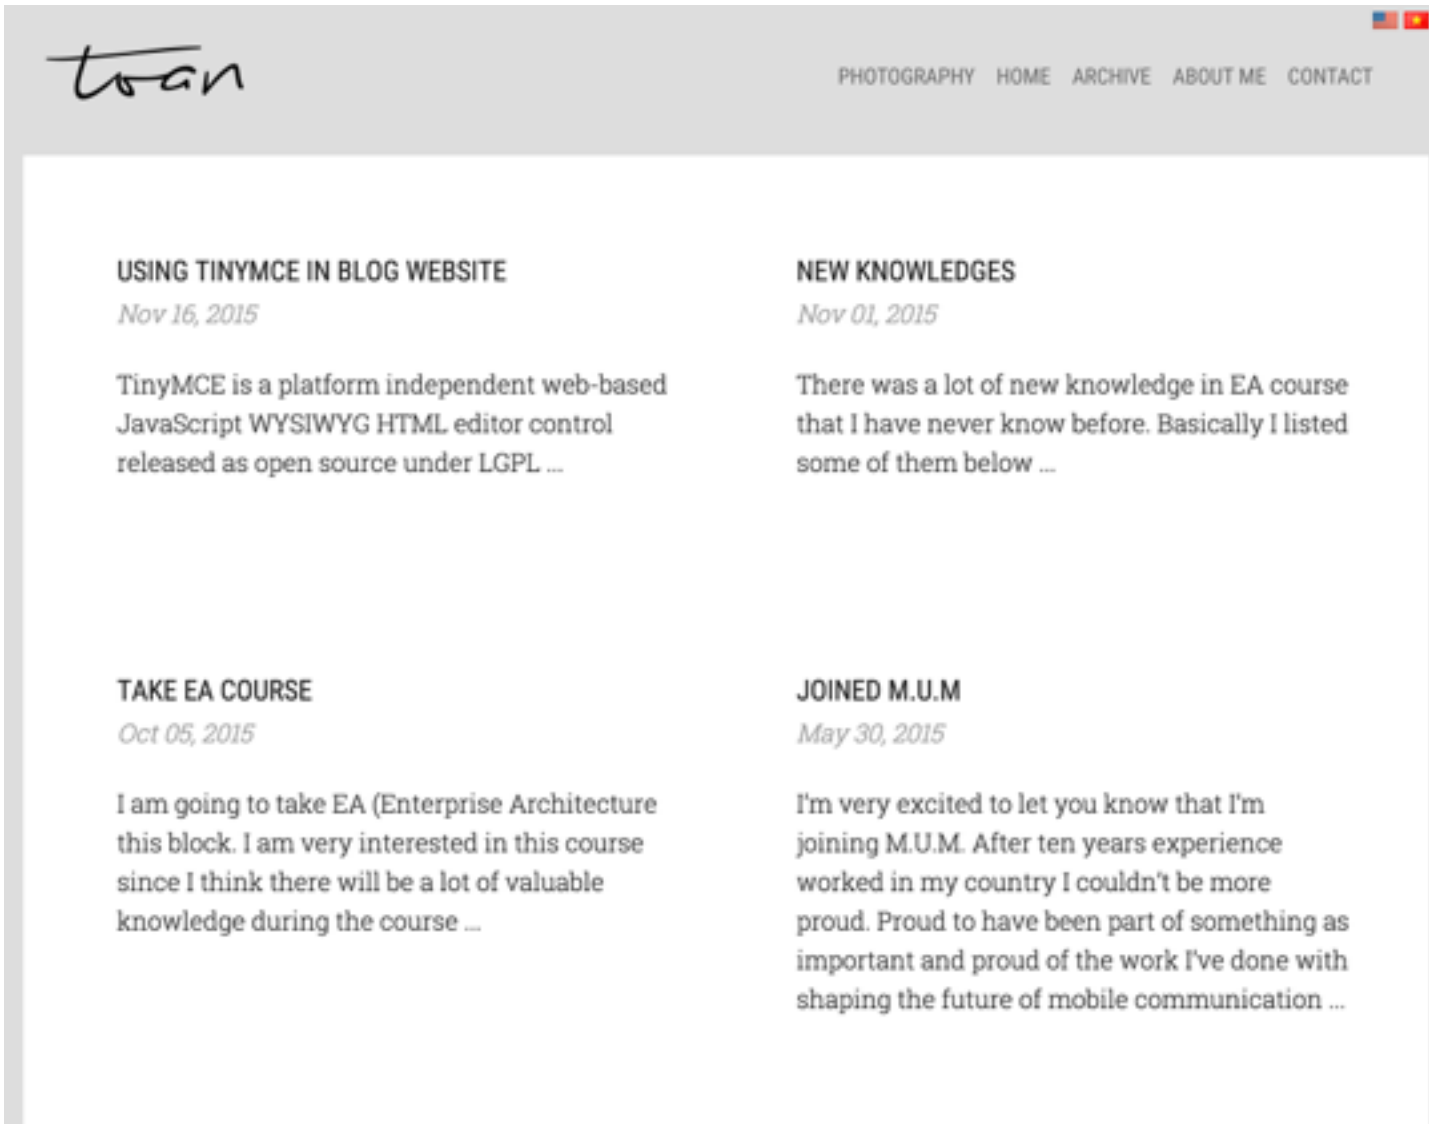 toan
PHOTOGRAPHY HOME ARCHIVE ABOUT ME CONTACT
USING TINYMCE IN BLOG WEBSITE
Nov 16, 2015
TinyMCE is a platform independent web-based
JavaScript WYSIWYG HTML editor control
released as open source under LGPL ...
NEW KNOWLEDGES
Nov 01, 2015
There was a lot of new knowledge in EA course
that I have never know before. Basically I listed
some of them below ...
TAKE EA COURSE
Oct 05, 2015
I am going to take EA (Enterprise Architecture
this block. I am very interested in this course
since I think there will be a lot of valuable
knowledge during the course ...
JOINED M.U.M
May 30, 2015
I'm very excited to let you know that I'm
joining M.U.M. After ten years experience
worked in my country I couldn't be more
proud. Proud to have been part of something as
important and proud of the work I've done with
shaping the future of mobile communication ...